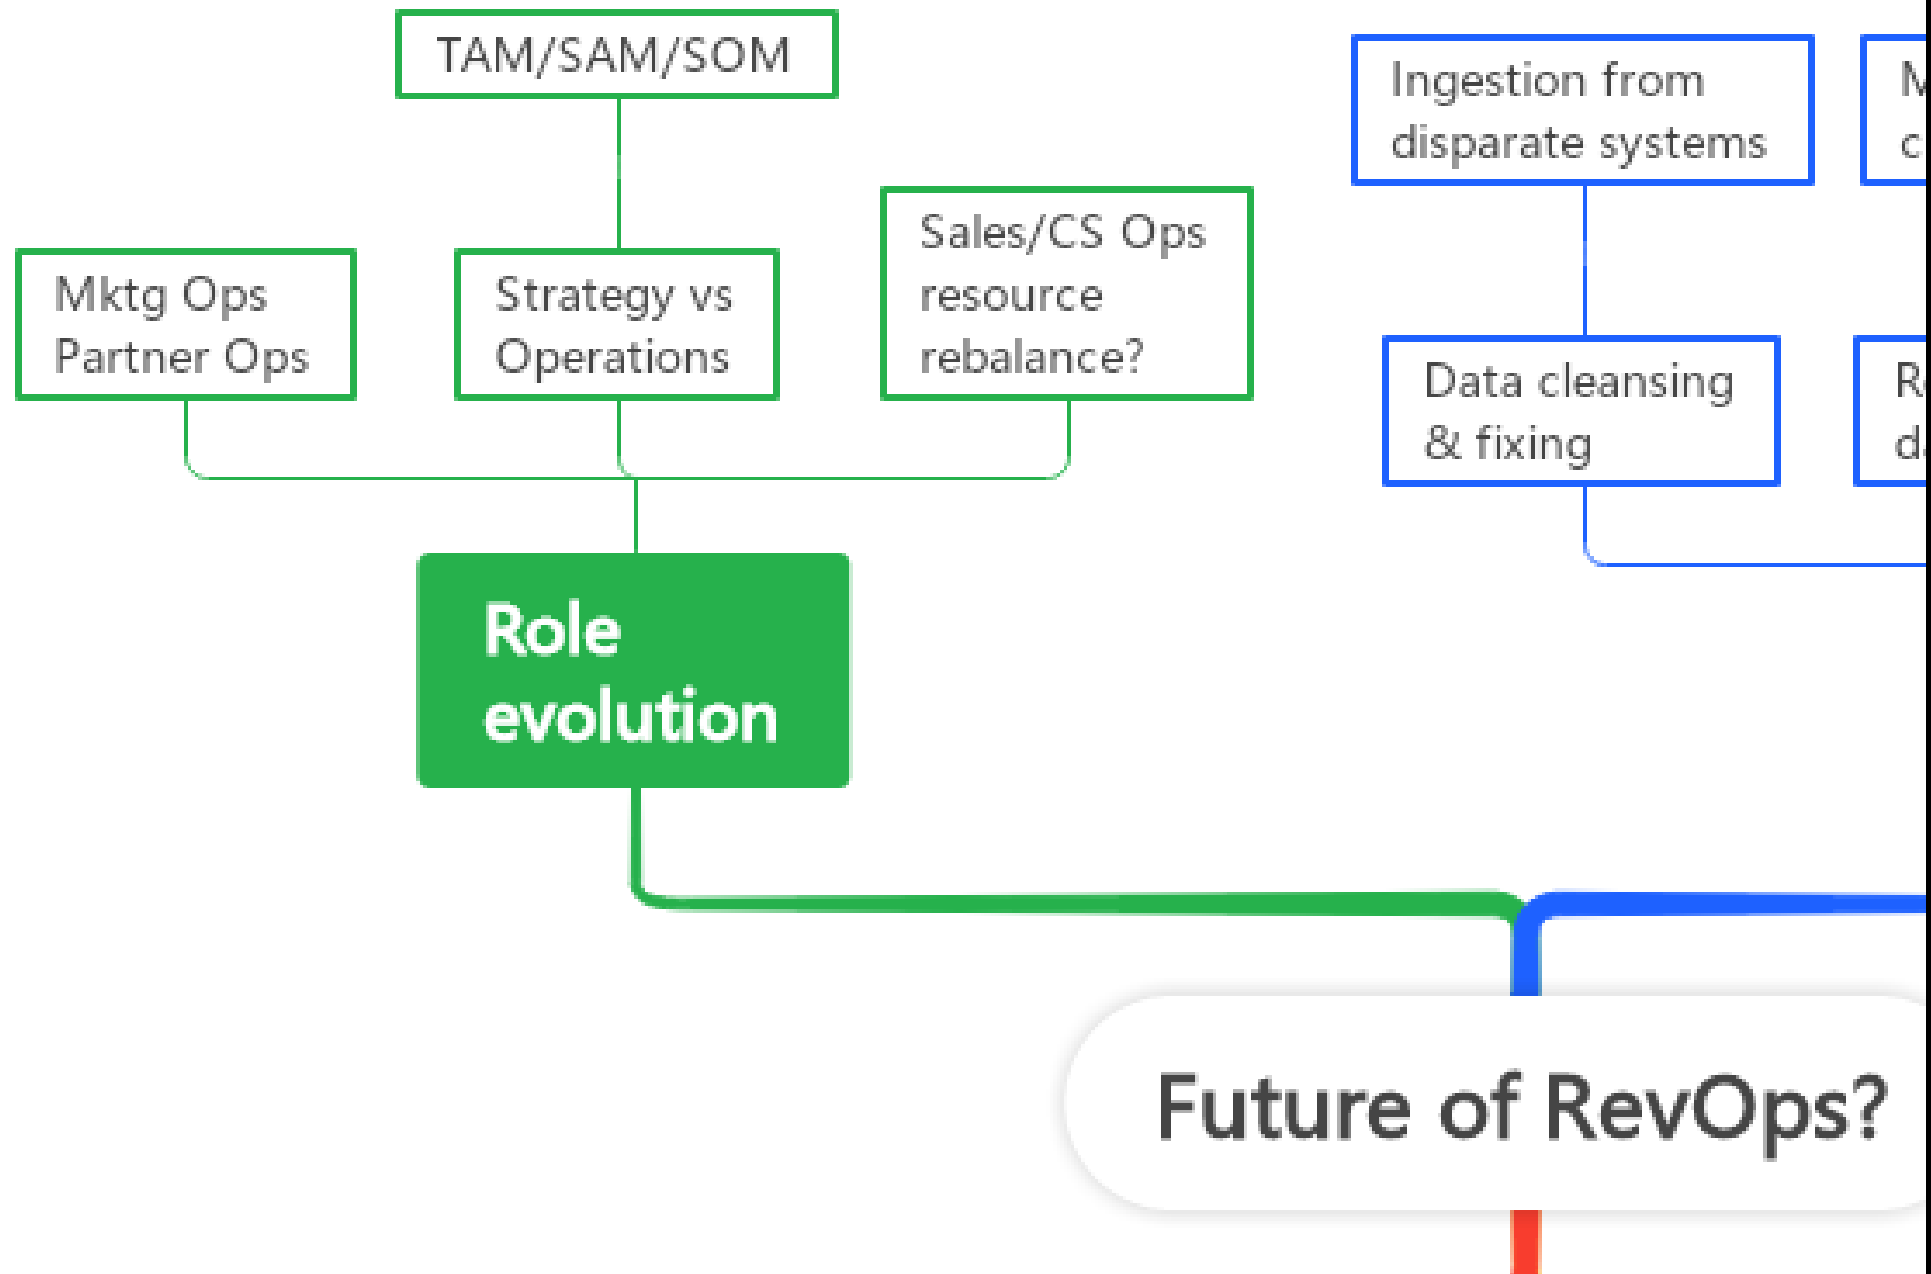 TAM/SAM/SOM
Mktg Ops
Partner Ops
Strategy vs
Operations
Sales/CS Ops
resource
rebalance?
Role
evolution
Ingestion from
disparate systems
Data cleansing
& fixing
Future of RevOps?